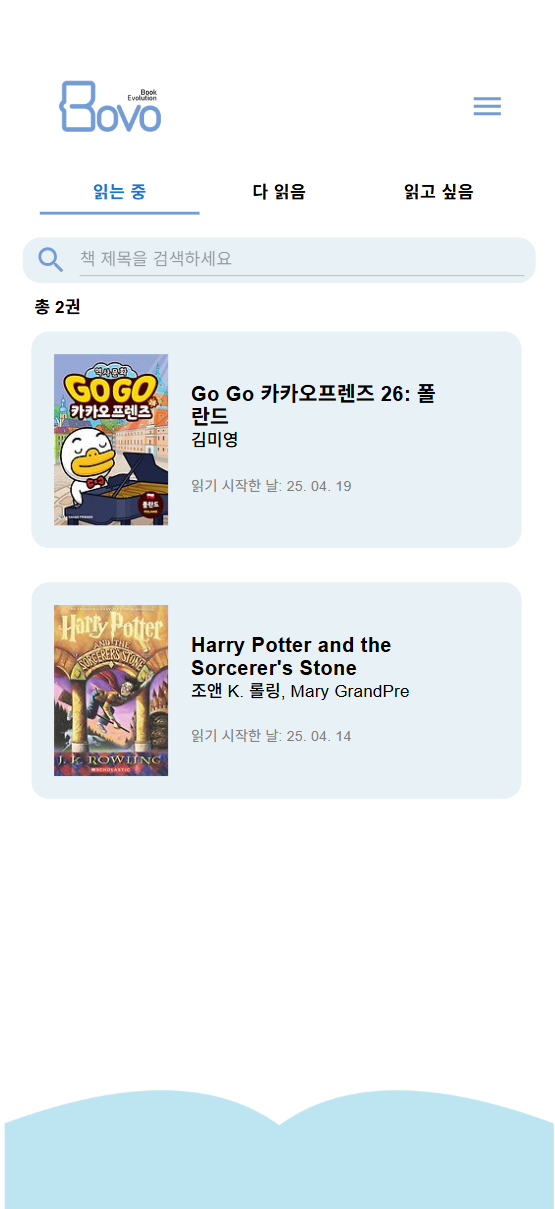 Book
Evolution
Bovo
읽는 중
다 읽음
읽고 싶음
책 제목을 검색하세요
총 2권
역사문화
GOGO
카카오프렌즈
폴란드
Go Go 카카오프렌즈 26: 폴
란드
김미영
읽기 시작한 날: 25. 04. 19
Harry Potter
AND THE
SORCERER'S STONE
J. K. ROWLING
SCHOLASTIC
Harry Potter and the
Sorcerer's Stone
조앤 K. 롤링, Mary GrandPre
읽기 시작한 날: 25. 04. 14